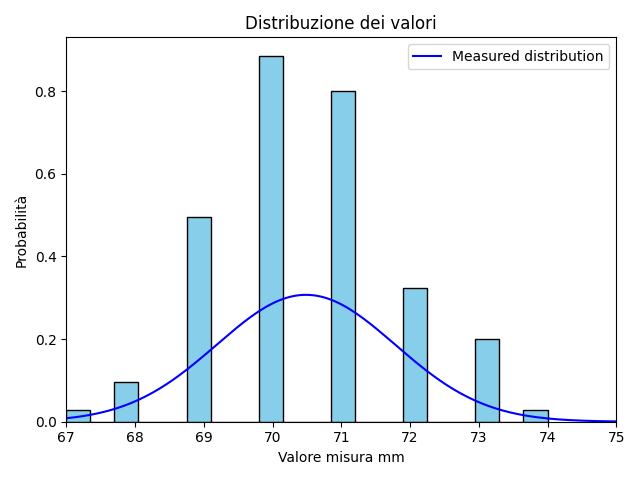 Distribuzione dei valori
Measured distribution
Probabilità
0.8
0.6
0.4
0.2
0.0
67 68 69 70 71 72 73 74 75
Valore misura mm